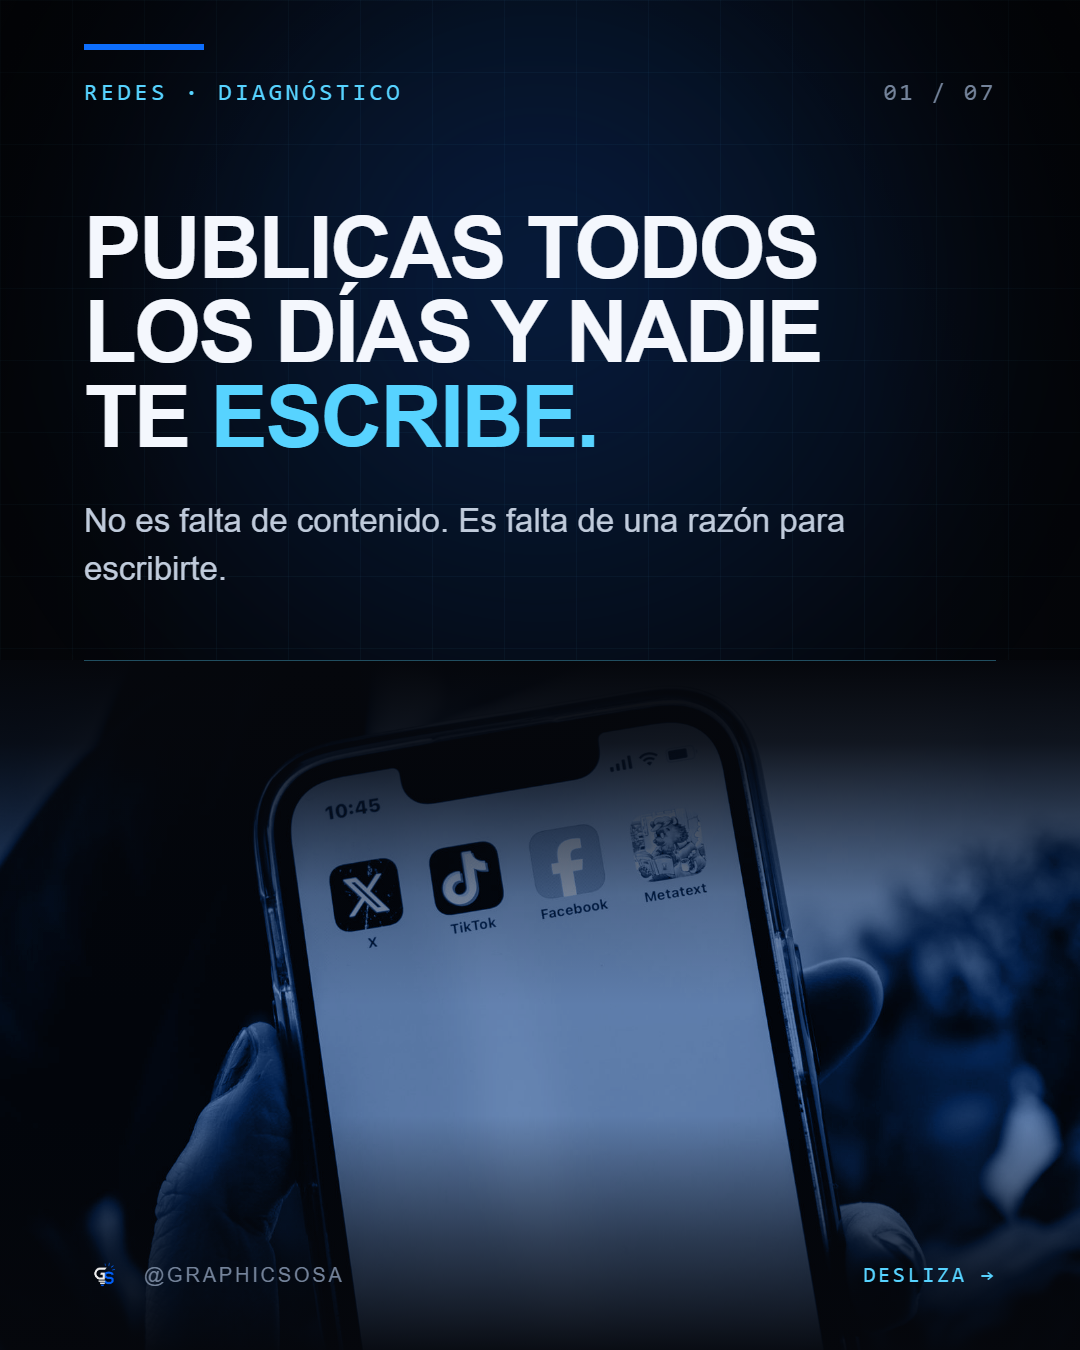 REDES · DIAGNÓSTICO
01 / 07
PUBLICAS TODOS
LOS DÍAS Y NADIE
TE ESCRIBE.
No es falta de contenido. Es falta de una razón para
escribirte.
10:45
X
TikTok
Facebook
Metatext
GS
@GRAPHICSOSA
DESLIZA →